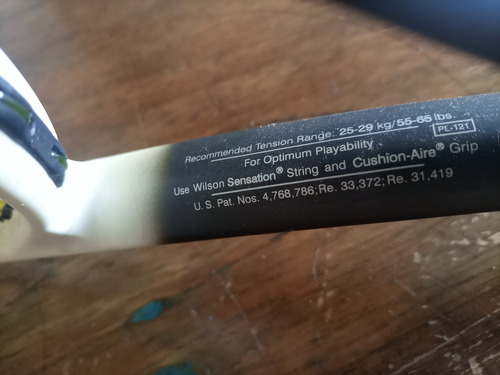 Recommended Tension Range: 25-29 kg/55-65 lbs.
For Optimum Playability
PL-121
Use Wilson Sensation® String and Cushion-Aire® Grip
U.S. Pat. Nos. 4,768,786; Re. 33,372; Re. 31,419